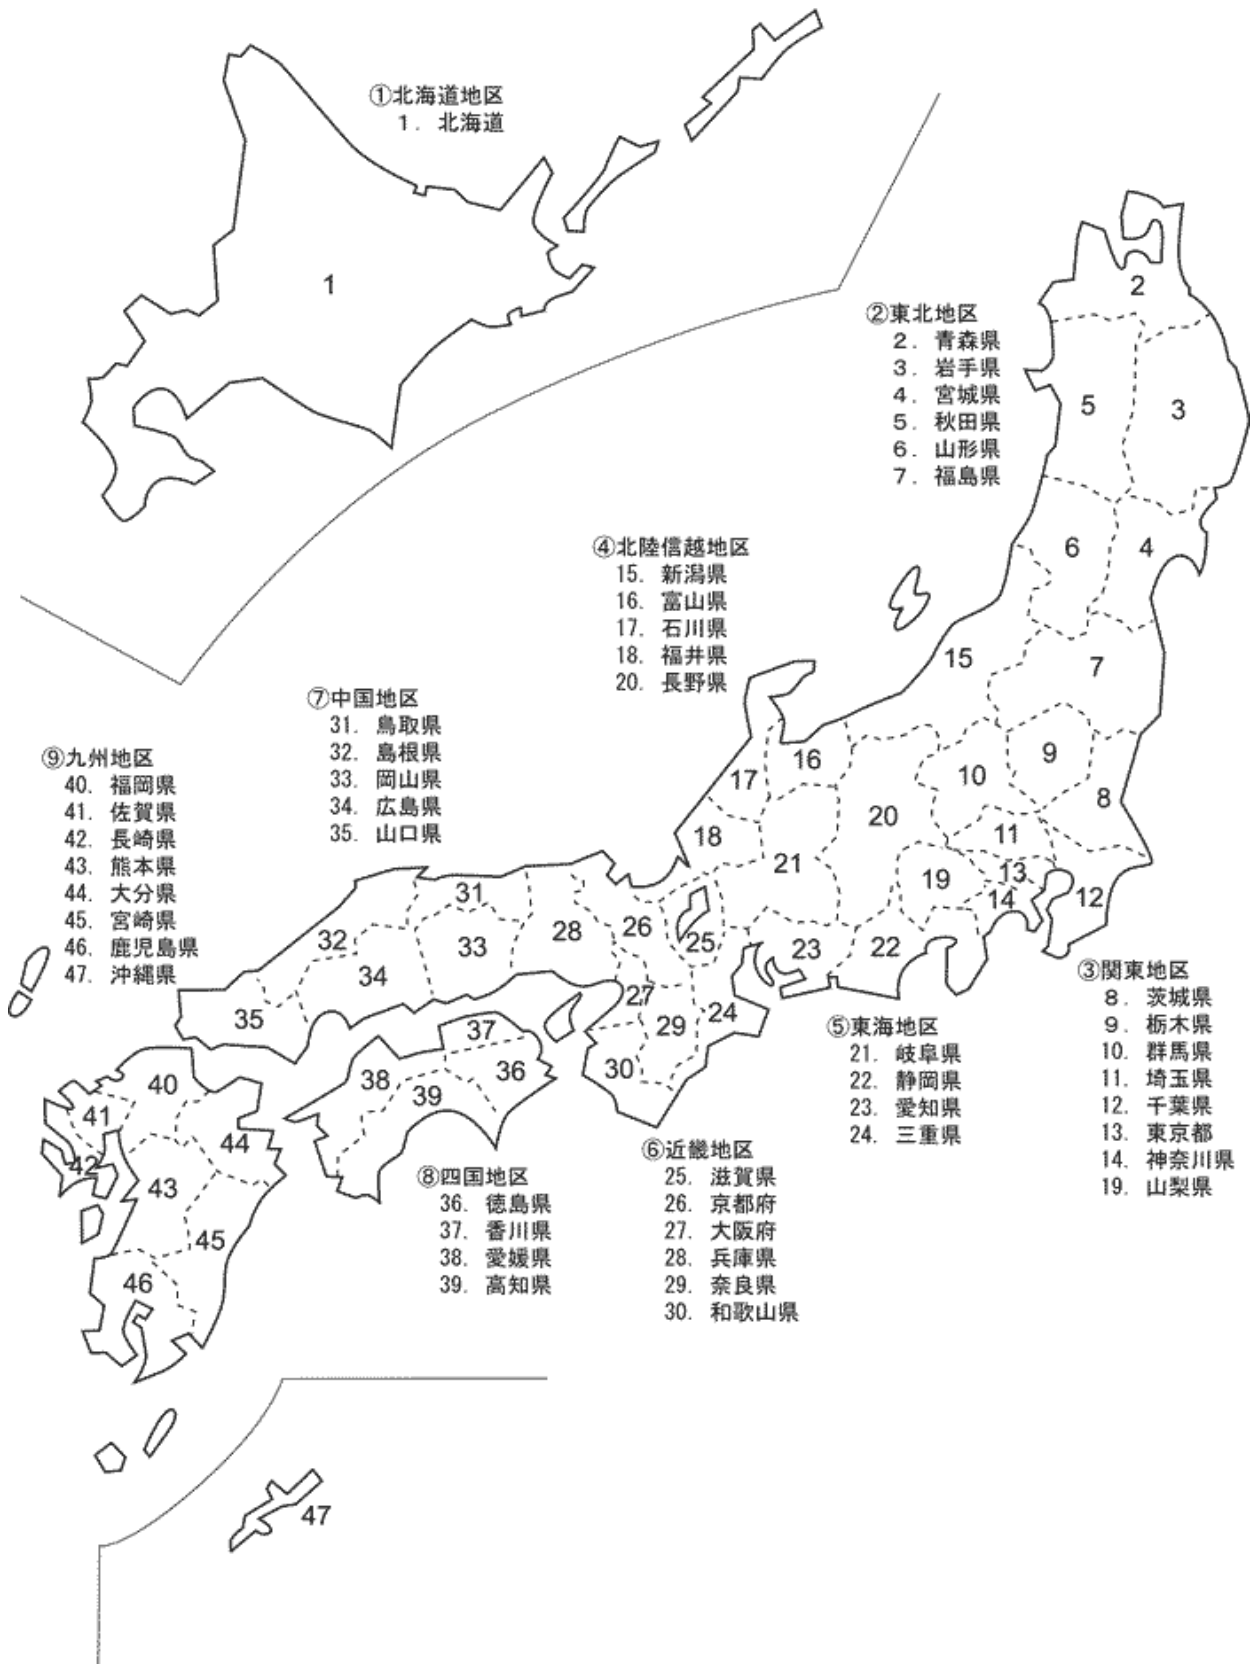 ①北海道地区
1. 北海道
1
②東北地区
2. 青森県
3. 岩手県
4. 宮城県
5. 秋田県
6. 山形県
7. 福島県
2
5
3
6
4
④北陸信越地区
15. 新潟県
16. 富山県
17. 石川県
18. 福井県
20. 長野県
15
7
⑦中国地区
31. 鳥取県
32. 島根県
33. 岡山県
34. 広島県
35. 山口県
⑨九州地区
40. 福岡県
41. 佐賀県
42. 長崎県
43. 熊本県
44. 大分県
45. 宮崎県
46. 鹿児島県
47. 沖縄県
16
9
17
10
8
20
18
11
21
13
19
14
12
31
26
28
32
33
25
23
22
34
27
24
35
29
37
30
38
36
39
③関東地区
8. 茨城県
9. 栃木県
10. 群馬県
11. 埼玉県
12. 千葉県
13. 東京都
14. 神奈川県
19. 山梨県
⑤東海地区
21. 岐阜県
22. 静岡県
23. 愛知県
24. 三重県
40
41
44
42
43
45
46
⑥近畿地区
25. 滋賀県
26. 京都府
27. 大阪府
28. 兵庫県
29. 奈良県
30. 和歌山県
⑧四国地区
36. 徳島県
37. 香川県
38. 愛媛県
39. 高知県
47